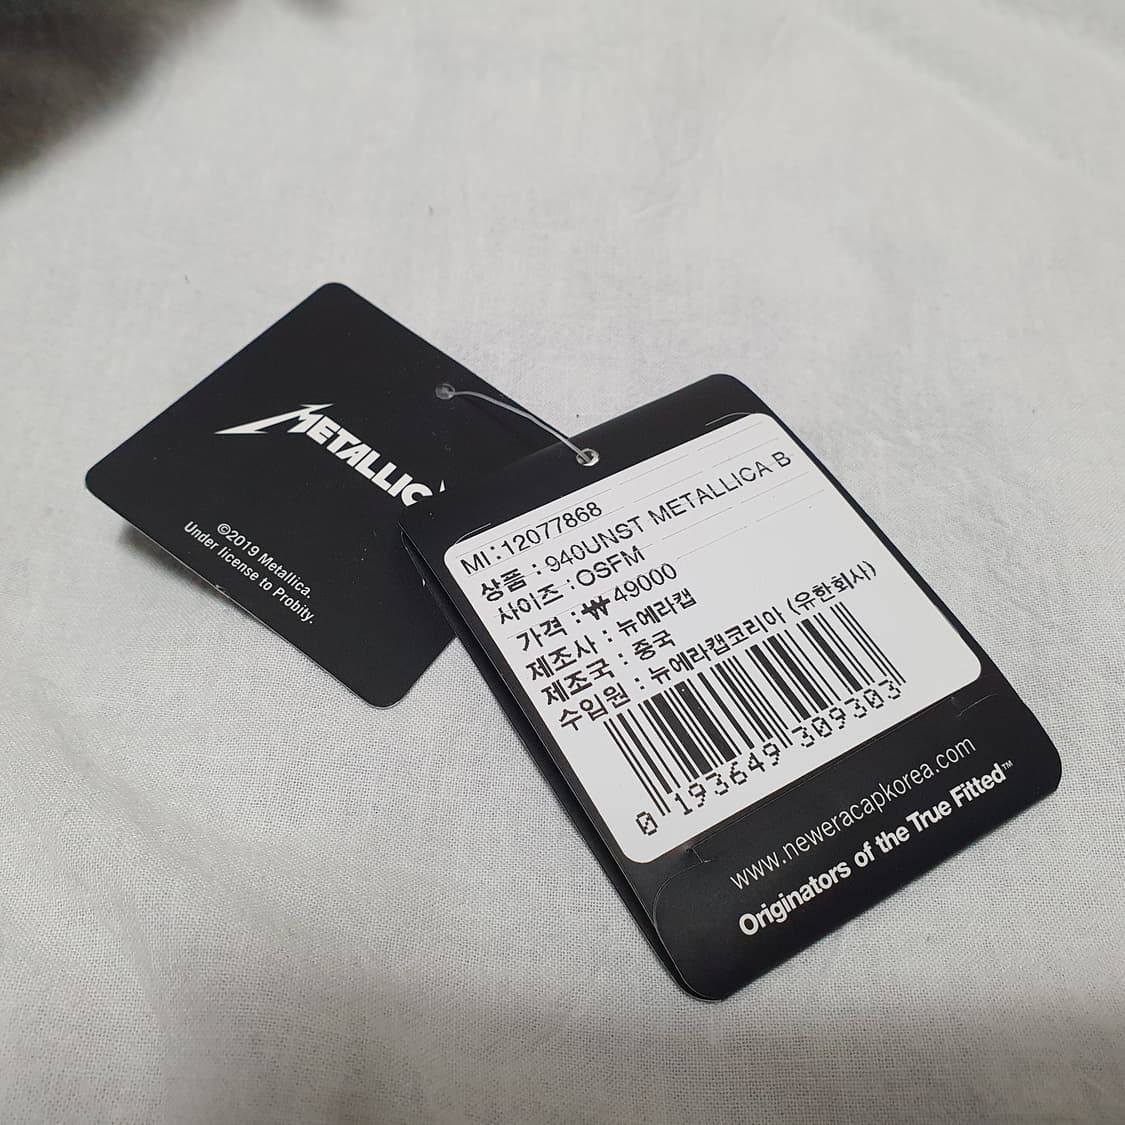 METALLIC
©2019 Metallica.
Under license to Probity.
MI:12077868
상품 : 940UNST METALLICA B
사이즈 : OSFM
가격 : ₩ 49000
제조사 : 뉴에라캡
제조국 : 중국
수입원 : 뉴에라캡코리아 (유한회사)
0 193649 309303
www.neweracapkorea.com
Originators of the True Fitted™